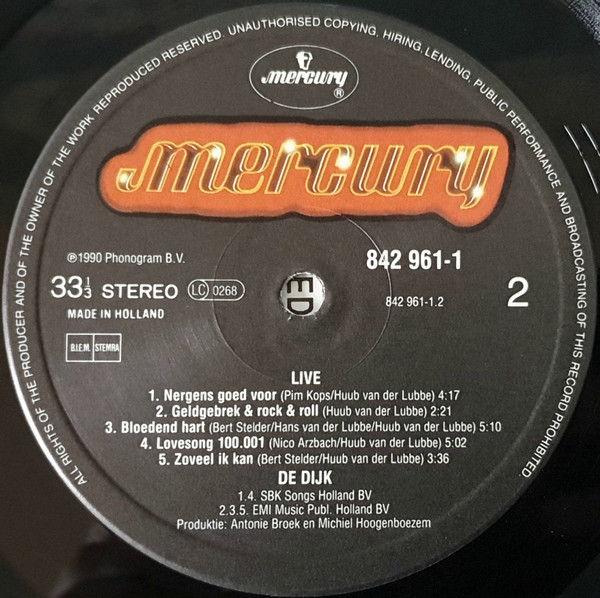 ALL RIGHTS OF THE PRODUCER AND OF THE OWNER OF THE WORK REPRODUCED RESERVED. UNAUTHORISED COPYING, HIRING, LENDING, PUBLIC PERFORMANCE AND BROADCASTING OF THIS RECORD PROHIBITED.
mercury ®
mercury
℗1990 Phonogram B.V.
842 961-1
33⅓ STEREO LC 0268
842 961-1.2
2
MADE IN HOLLAND
B.I.E.M. STEMRA
ED
LIVE
1. Nergens goed voor (Pim Kops/Huub van der Lubbe) 4:17
2. Geldgebrek & rock & roll (Huub van der Lubbe) 2:21
3. Bloedend hart (Bert Stelder/Hans van der Lubbe/Huub van der Lubbe) 5:10
4. Lovesong 100.001 (Nico Arzbach/Huub van der Lubbe) 5:02
5. Zoveel ik kan (Bert Stelder/Huub van der Lubbe) 3:36
DE DIJK
1.4. SBK Songs Holland BV
2.3.5. EMI Music Publ. Holland BV
Produktie: Antonie Broek en Michiel Hoogenboezem